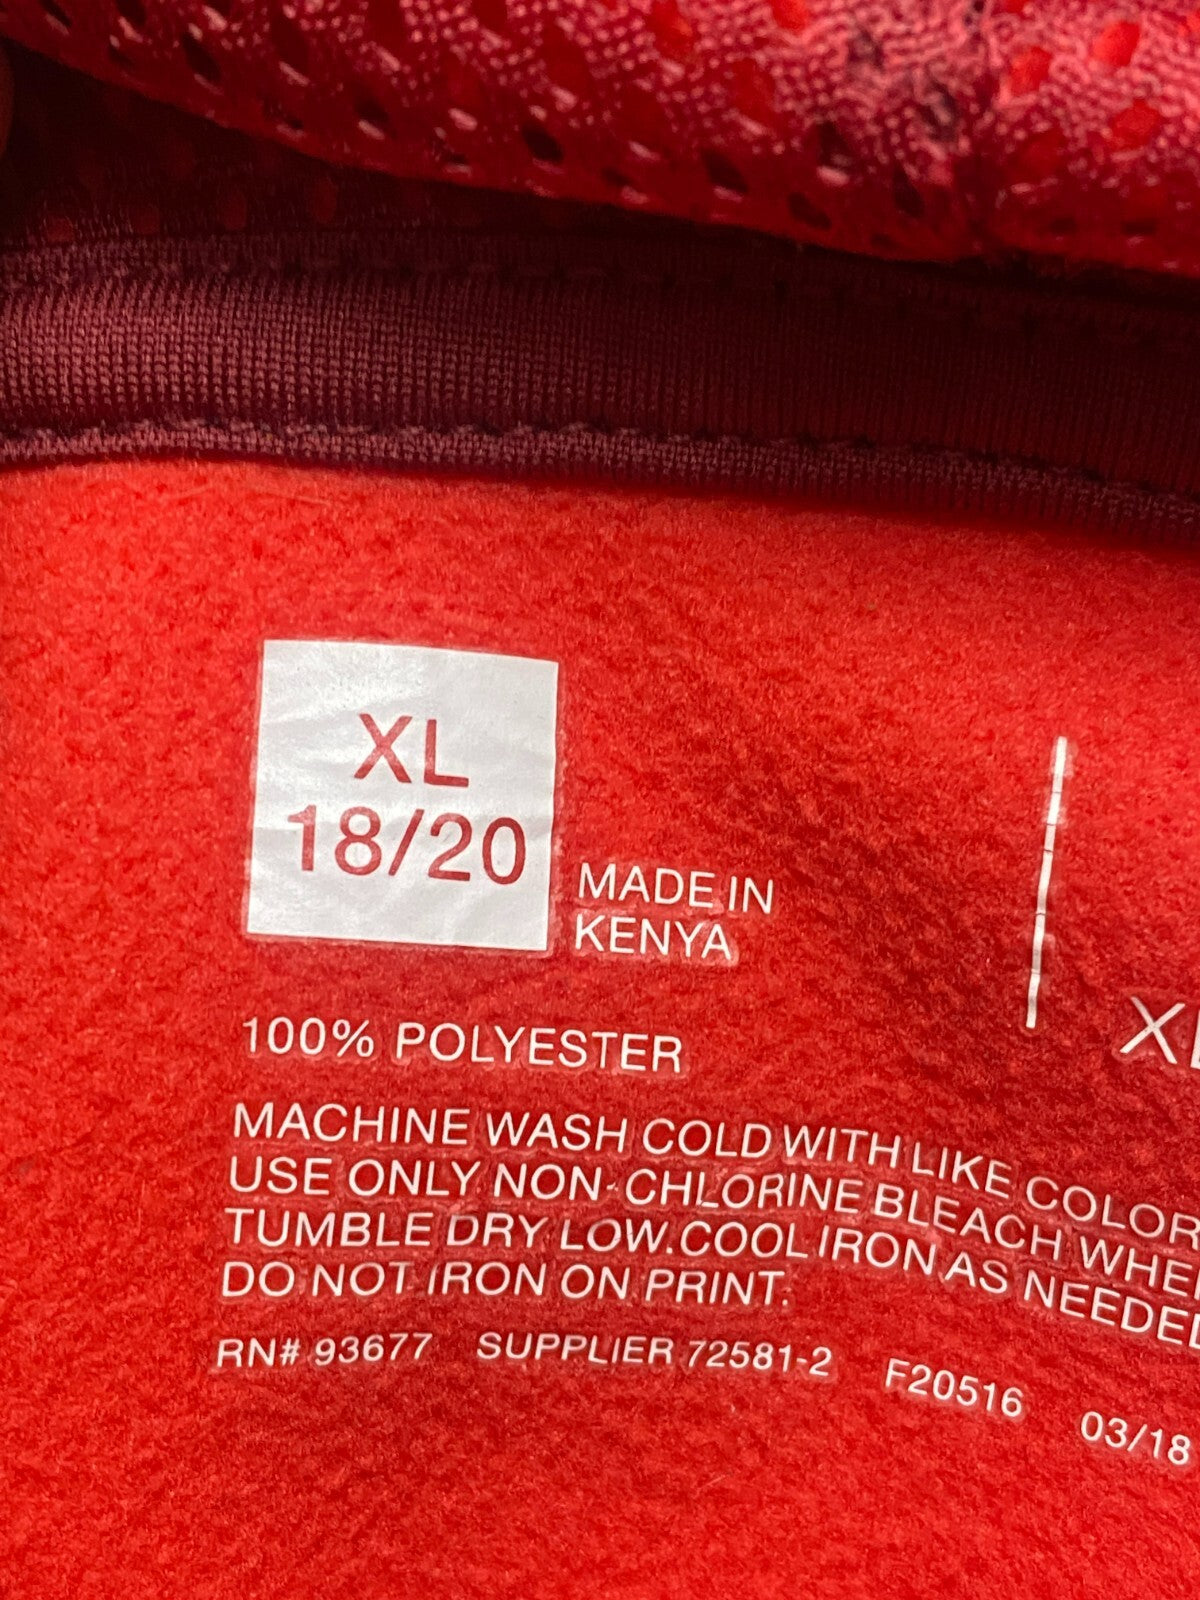 XL
18/20
MADE IN
KENYA
XL
100% POLYESTER
MACHINE WASH COLD WITH LIKE COLOR
USE ONLY NON-CHLORINE BLEACH WHE
TUMBLE DRY LOW. COOL IRON AS NEEDED
DO NOT IRON ON PRINT.
RN# 93677 SUPPLIER 72581-2 F20516 03/18